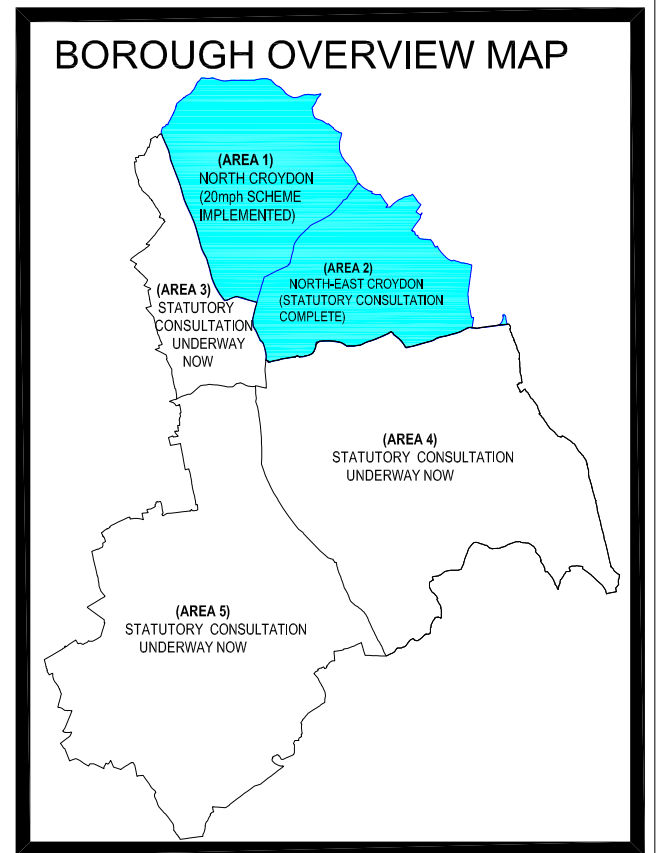 BOROUGH OVERVIEW MAP
(AREA 1)
NORTH CROYDON
(20mph SCHEME
IMPLEMENTED)
(AREA 2)
NORTH-EAST CROYDON
(STATUTORY CONSULTATION
COMPLETE)
(AREA 3)
STATUTORY
CONSULTATION
UNDERWAY
NOW
(AREA 4)
STATUTORY CONSULTATION
UNDERWAY NOW
(AREA 5)
STATUTORY CONSULTATION
UNDERWAY NOW